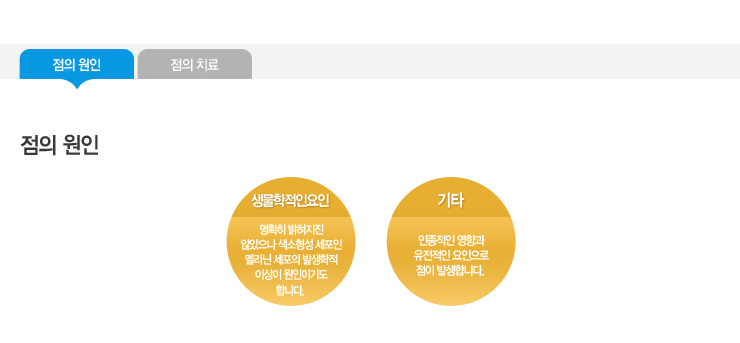 점의 원인
점의 치료
점의 원인
생물학적인요인
명확히 밝혀지진
않았으나 색소형성 세포인
멜라닌 세포의 발생학적
이상이 원인이기도
합니다.
기타
인종적인 영향과
유전적인 요인으로
점이 발생합니다.